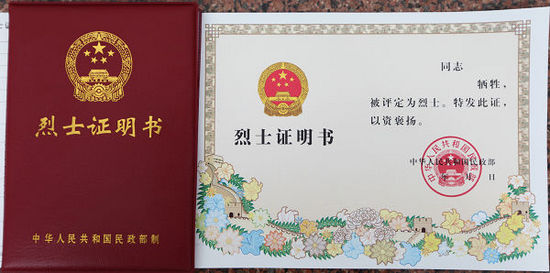 烈士证明书
中华人民共和国民政部制
烈士证明书
同志
牺牲，
被评定为烈士。特发此证，
以资褒扬。
中华人民共和国民政部
年 月 日